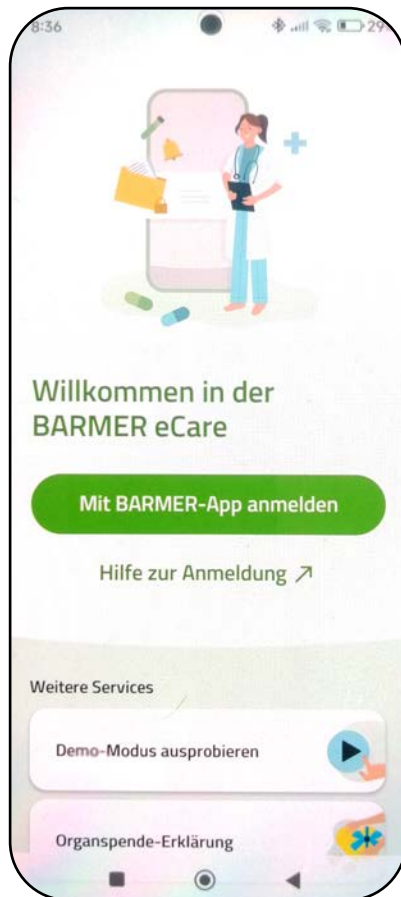 8:36
29
Willkommen in der
BARMER eCare
Mit BARMER-App anmelden
Hilfe zur Anmeldung ↗
Weitere Services
Demo-Modus ausprobieren
Organspende-Erklärung